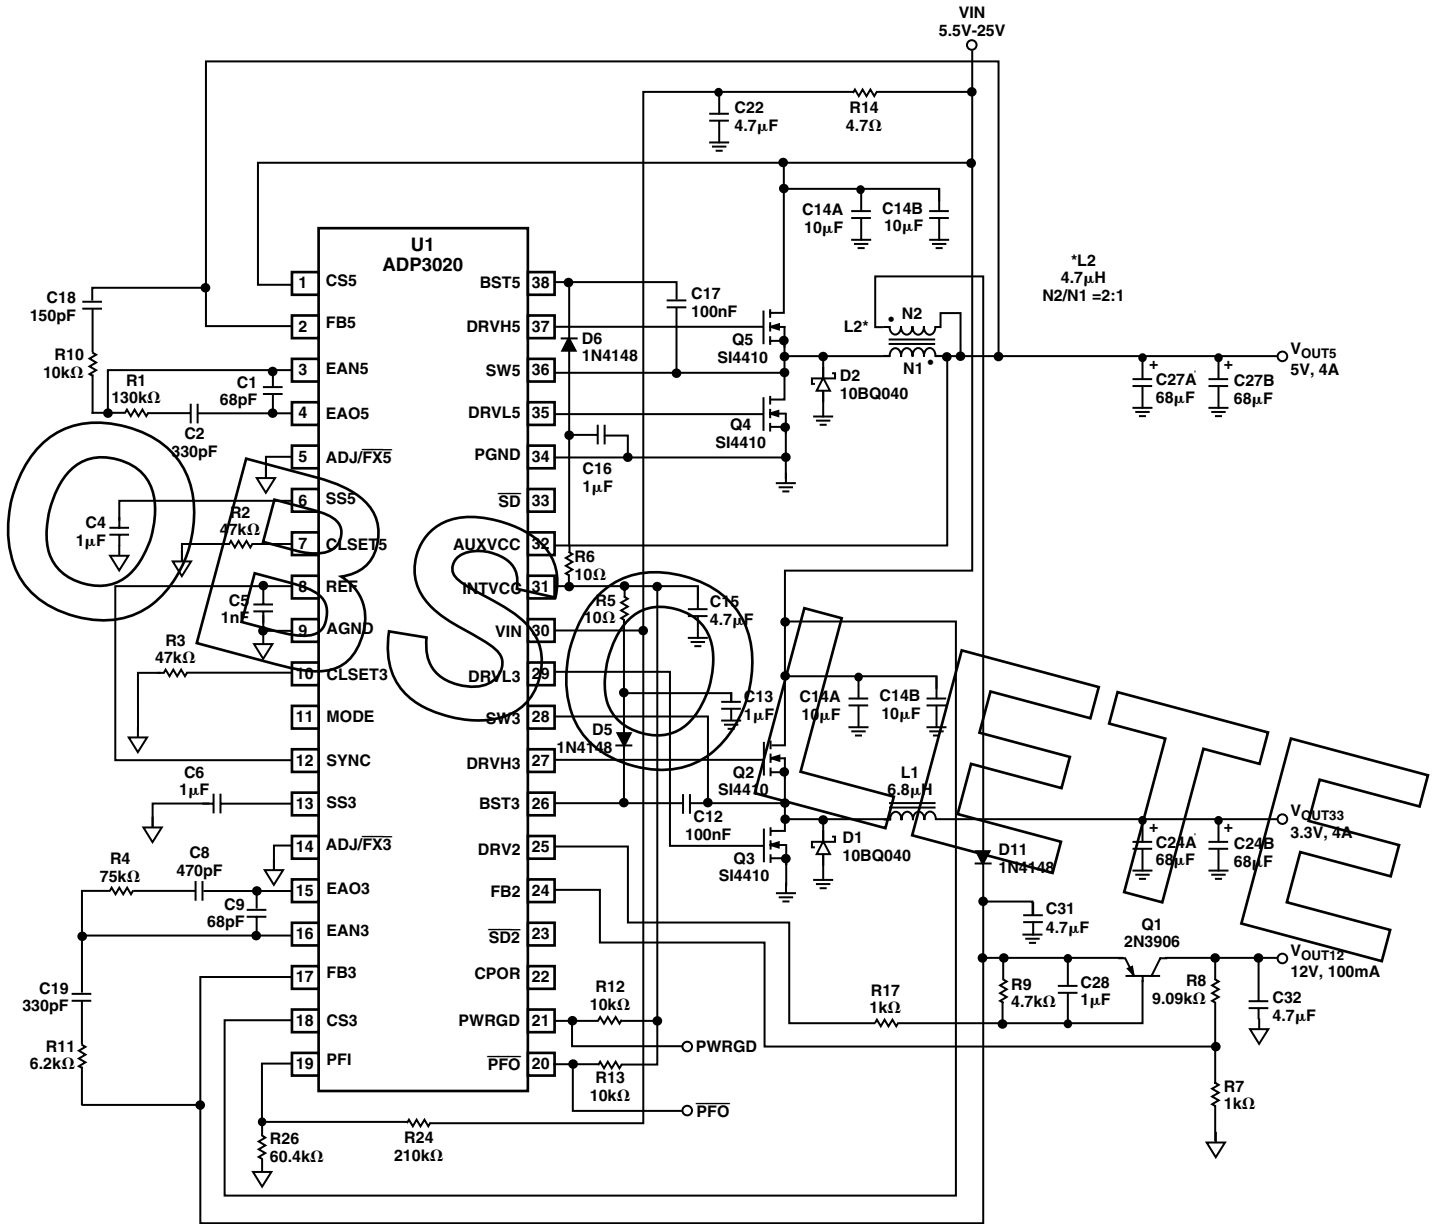 VIN
5.5V-25V
C22
4.7µF
R14
4.7Ω
C14A
10µF
C14B
10µF
U1
ADP3020
1
CS5
2
FB5
3
EAN5
4
EAO5
5
ADJ/FX5
6
SS5
7
CLSET5
8
REF
9
AGND
10
CLSET3
11
MODE
12
SYNC
13
SS3
14
ADJ/FX3
15
EAO3
16
EAN3
17
FB3
18
CS3
19
PFI
BST5
38
DRVH5
37
SW5
36
DRVL5
35
PGND
34
SD
33
AUXVCC
32
INTVCC
31
VIN
30
DRVL3
29
SW3
28
DRVH3
27
BST3
26
DRV2
25
FB2
24
SD2
23
CPOR
22
PWRGD
21
PFO
20
C18
150pF
R10
10kΩ
R1
130kΩ
C1
68pF
C2
330pF
C4
1µF
R2
47kΩ
C5
1nF
R3
47kΩ
C6
1µF
R4
75kΩ
C8
470pF
C9
68pF
C19
330pF
R11
6.2kΩ
R26
60.4kΩ
R24
210kΩ
C17
100nF
D6
1N4148
Q5
SI4410
Q4
SI4410
C16
1µF
D2
10BQ040
L2*
N2
N1
*L2
4.7µH
N2/N1 =2:1
C27A
68µF
C27B
68µF
VOUT5
5V, 4A
R6
10Ω
R5
10Ω
C15
4.7µF
C13
1µF
D5
1N4148
C12
100nF
C14A
10µF
C14B
10µF
Q2
SI4410
Q3
SI4410
L1
6.8µH
D1
10BQ040
D11
1N4148
C24A
68µF
C24B
68µF
VOUT33
3.3V, 4A
C31
4.7µF
Q1
2N3906
VOUT12
12V, 100mA
R17
1kΩ
R9
4.7kΩ
C28
1µF
R8
9.09kΩ
C32
4.7µF
R7
1kΩ
R12
10kΩ
PWRGD
R13
10kΩ
PFO
OBSOLETE